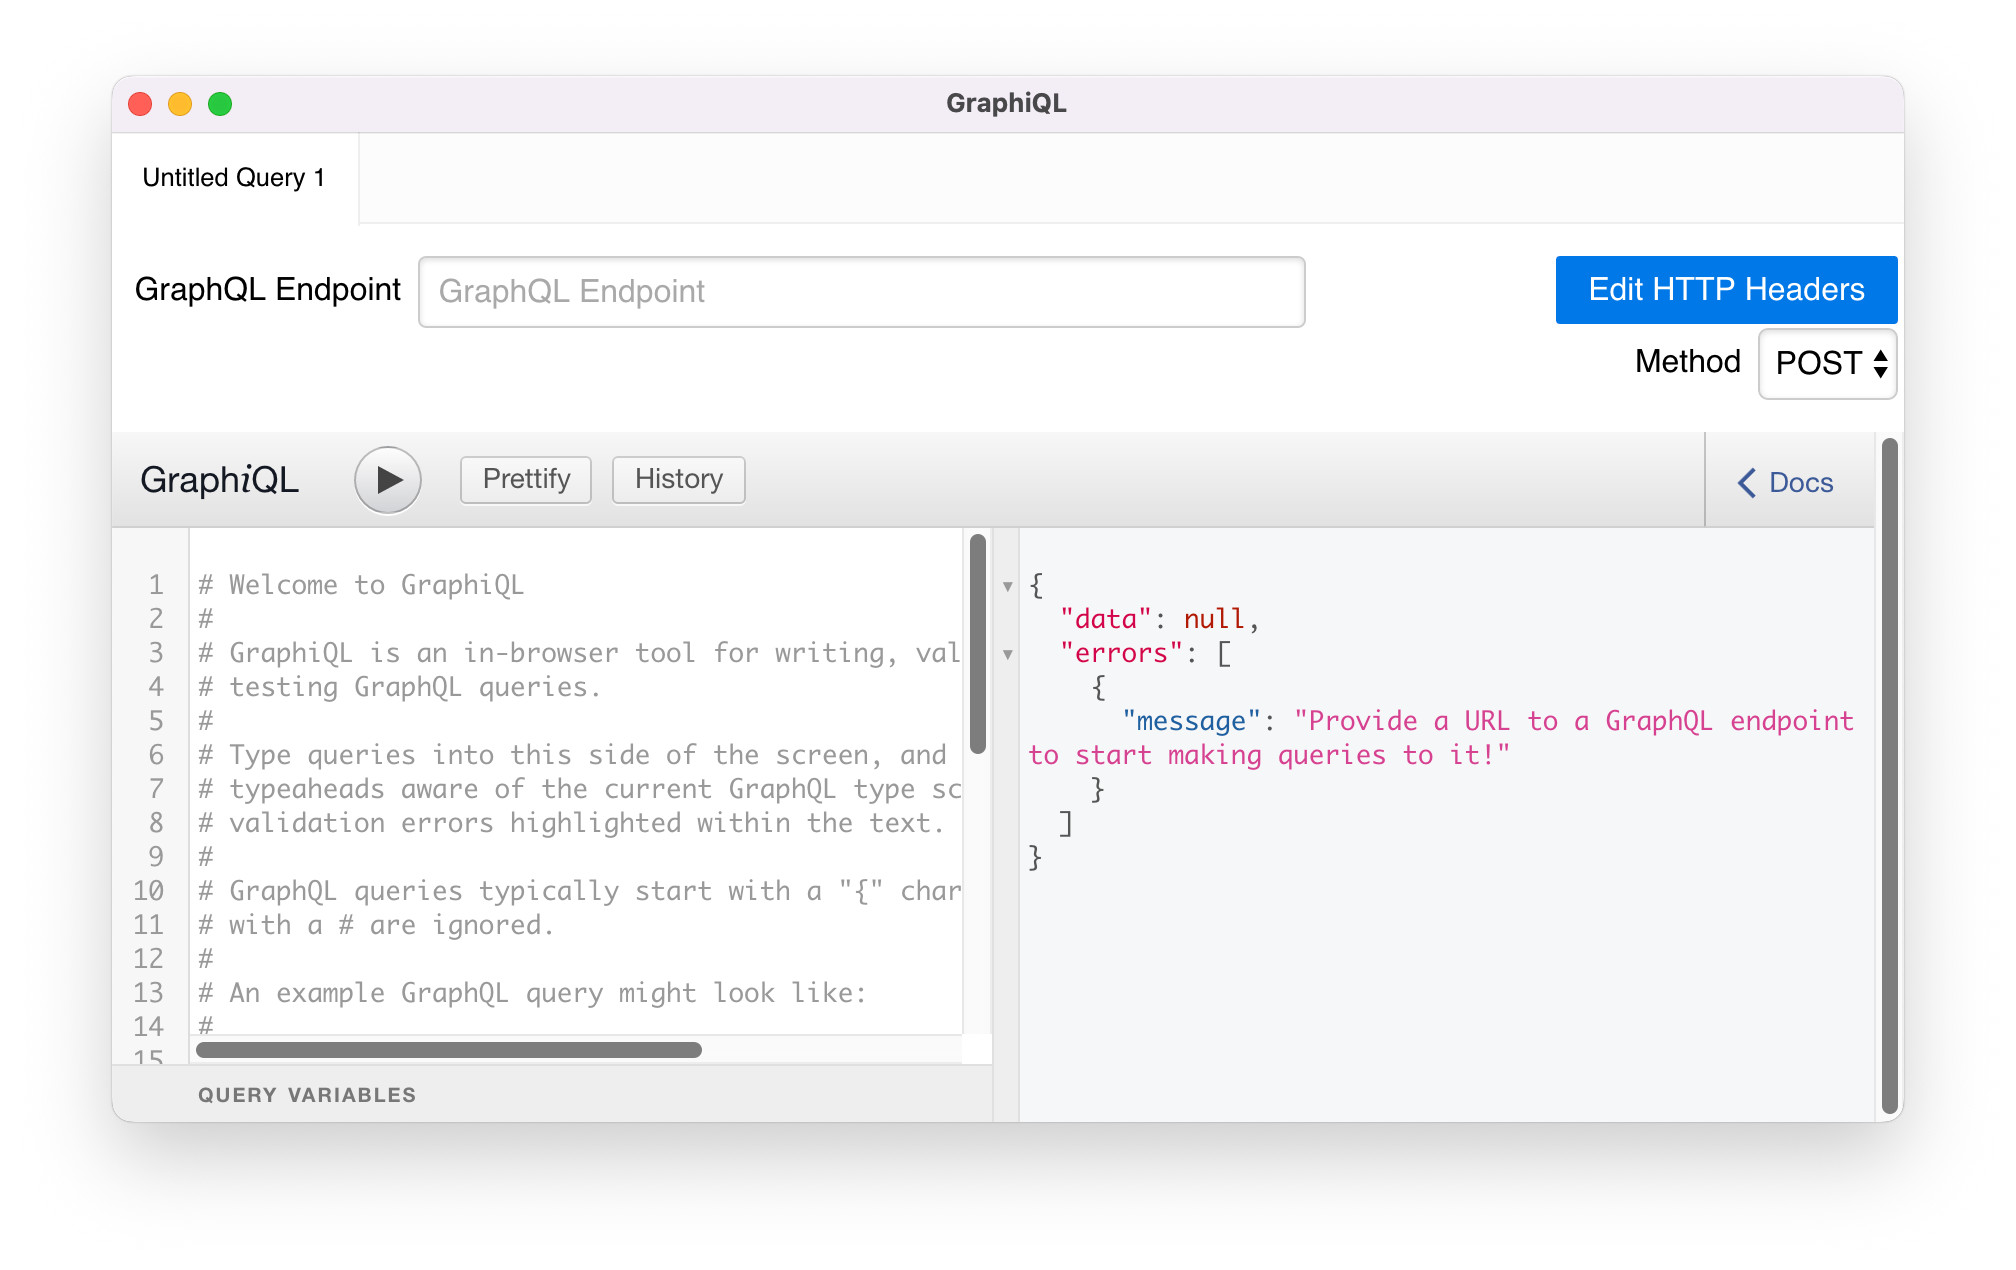 GraphiQL
Untitled Query 1
GraphQL Endpoint GraphQL Endpoint Edit HTTP Headers
Method POST
GraphiQL Prettify History Docs
1 # Welcome to GraphiQL
2 #
3 # GraphiQL is an in-browser tool for writing, val
4 # testing GraphQL queries.
5 #
6 # Type queries into this side of the screen, and
7 # typeaheads aware of the current GraphQL type sc
8 # validation errors highlighted within the text.
9 #
10 # GraphQL queries typically start with a "{" char
11 # with a # are ignored.
12 #
13 # An example GraphQL query might look like:
14 #
15
QUERY VARIABLES
{
"data": null,
"errors": [
{
"message": "Provide a URL to a GraphQL endpoint
to start making queries to it!"
}
]
}